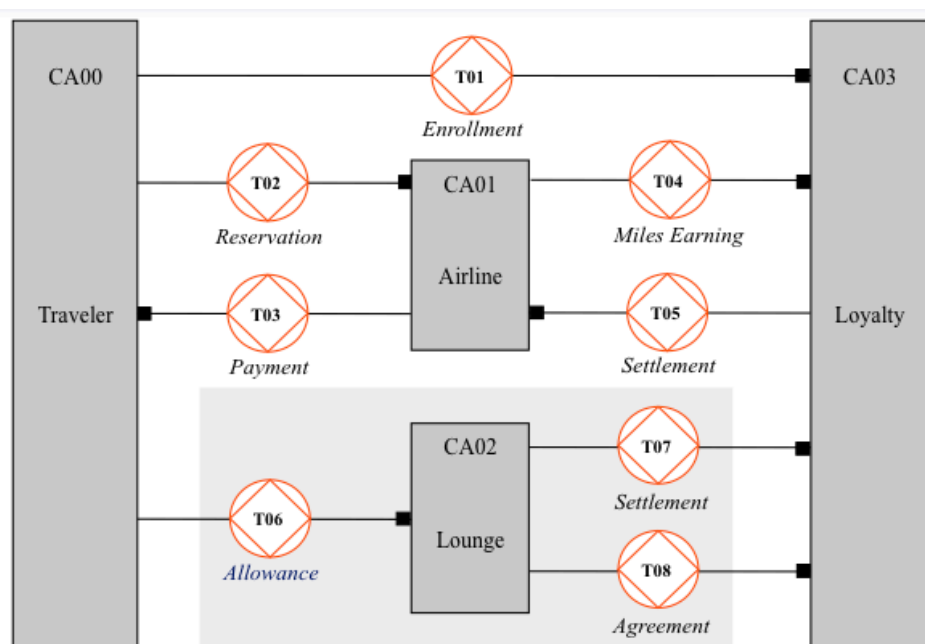 CA00
T01
CA03
Enrollment
T02
CA01
T04
Reservation
Miles Earning
Airline
Traveler
T03
T05
Loyalty
Payment
Settlement
CA02
T07
Settlement
T06
Lounge
Allowance
T08
Agreement